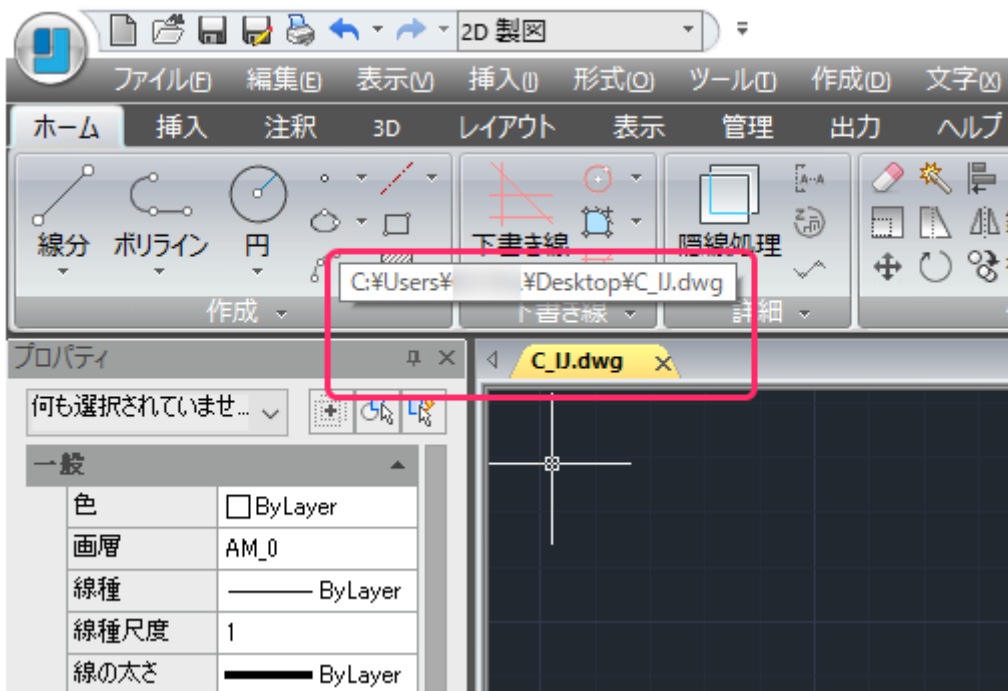 2D 製図
ファイル(F) 編集(E) 表示(V) 挿入(I) 形式(O) ツール(T) 作成(D) 文字(X)
ホーム 挿入 注釈 3D レイアウト 表示 管理 出力 ヘルプ
線分 ポリライン 円 下書き線 隠線処理
C:¥Users¥ .¥Desktop¥C_IJ.dwg
作成 下書き線 詳細
プロパティ
C_IJ.dwg
何も選択されていませ...
一般
色 ByLayer
画層 AM_0
線種 ByLayer
線種尺度 1
線の太さ ByLayer